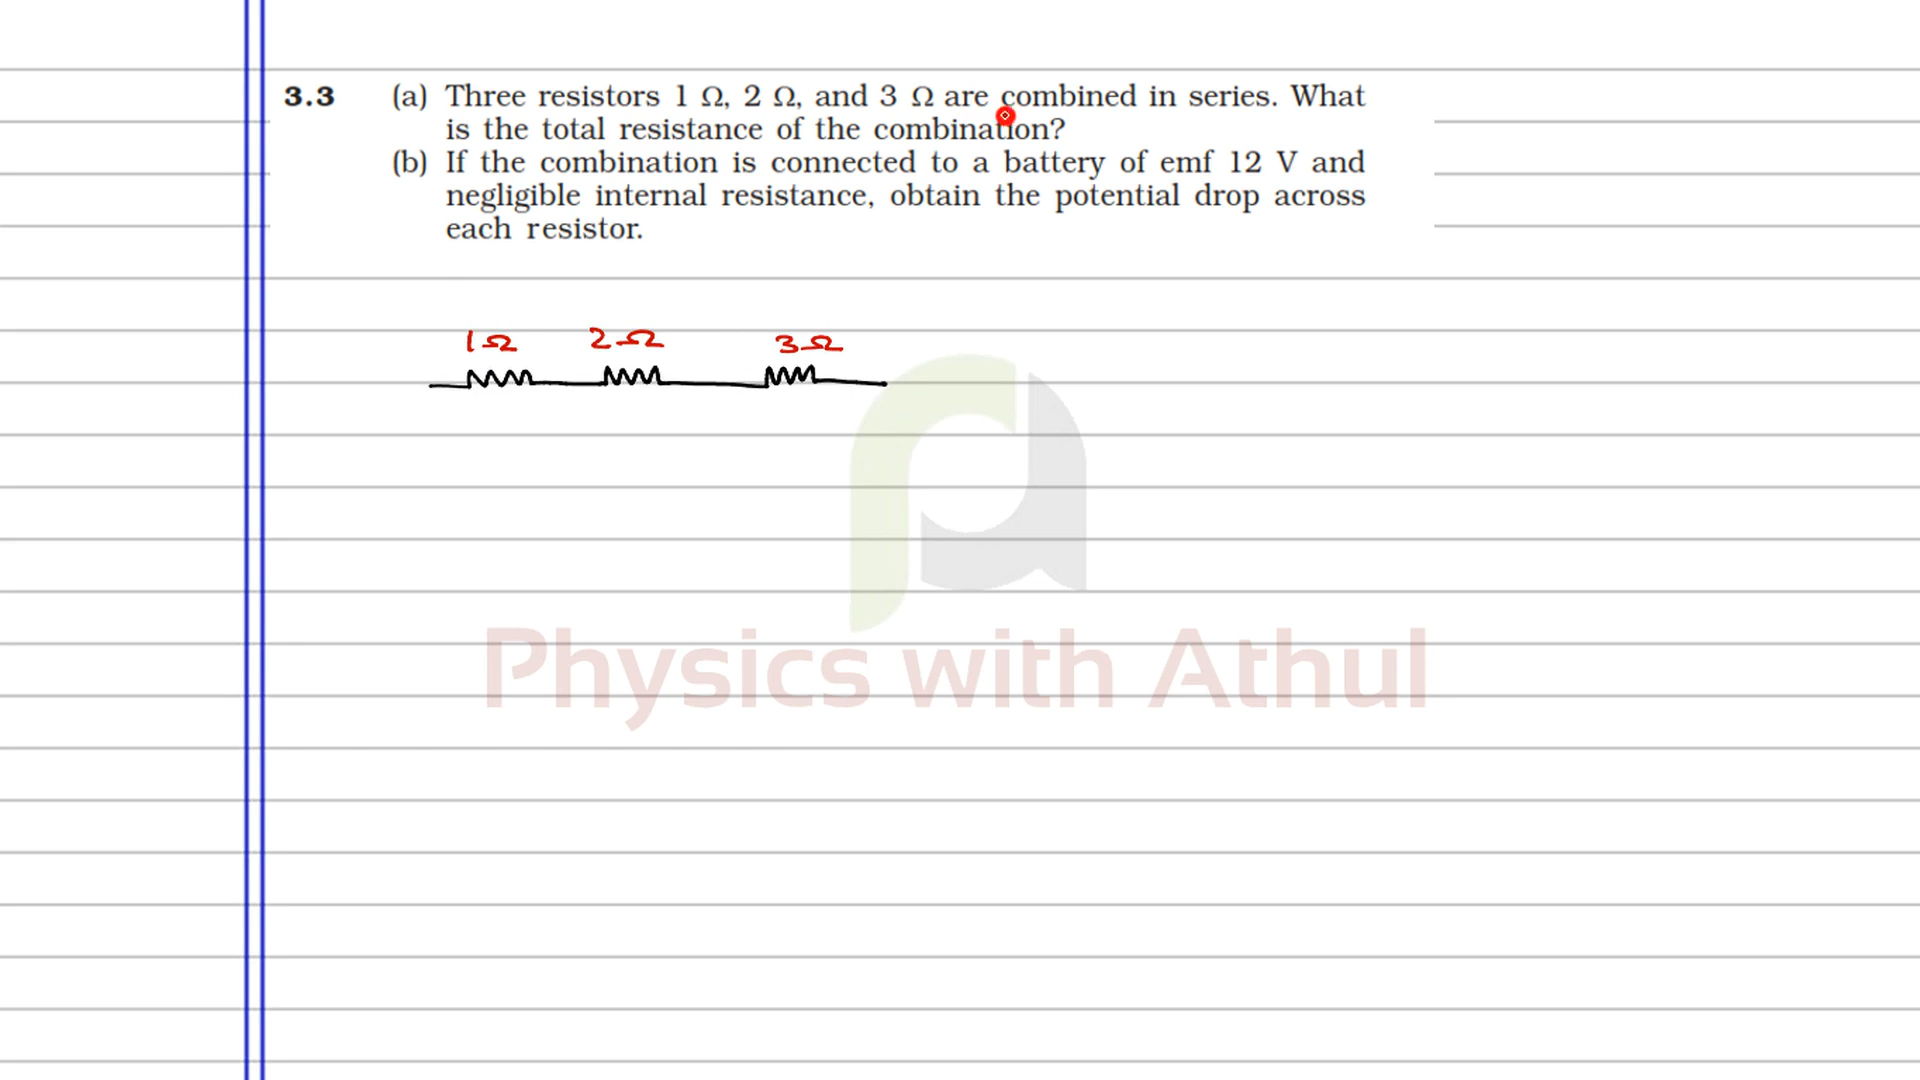 3.3 (a) Three resistors 1 Ω, 2 Ω, and 3 Ω are combined in series. What
is the total resistance of the combination?
(b) If the combination is connected to a battery of emf 12 V and
negligible internal resistance, obtain the potential drop across
each resistor.
1Ω 2Ω 3Ω
Physics with Athul